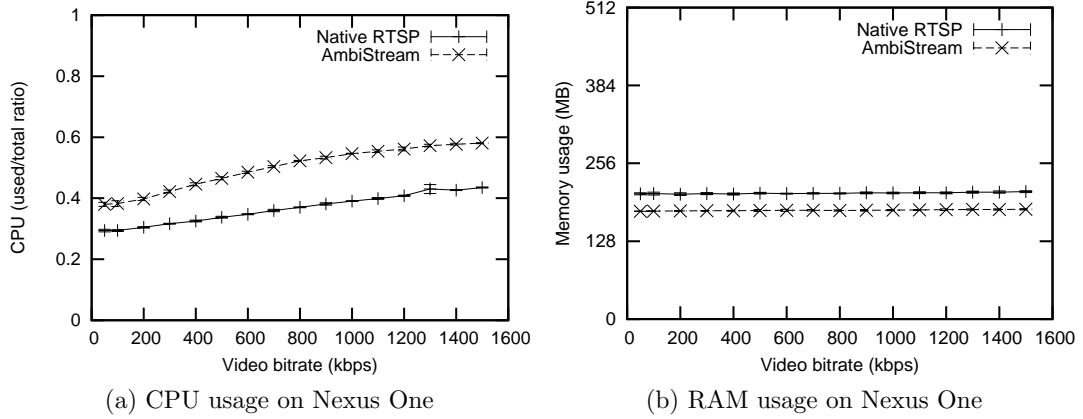 Native RTSP
AmbiStream
CPU (used/total ratio)
1
0.8
0.6
0.4
0.2
0
0 200 400 600 800 1000 1200 1400 1600
Video bitrate (kbps)
(a) CPU usage on Nexus One
Native RTSP
AmbiStream
Memory usage (MB)
512
384
256
128
0
0 200 400 600 800 1000 1200 1400 1600
Video bitrate (kbps)
(b) RAM usage on Nexus One